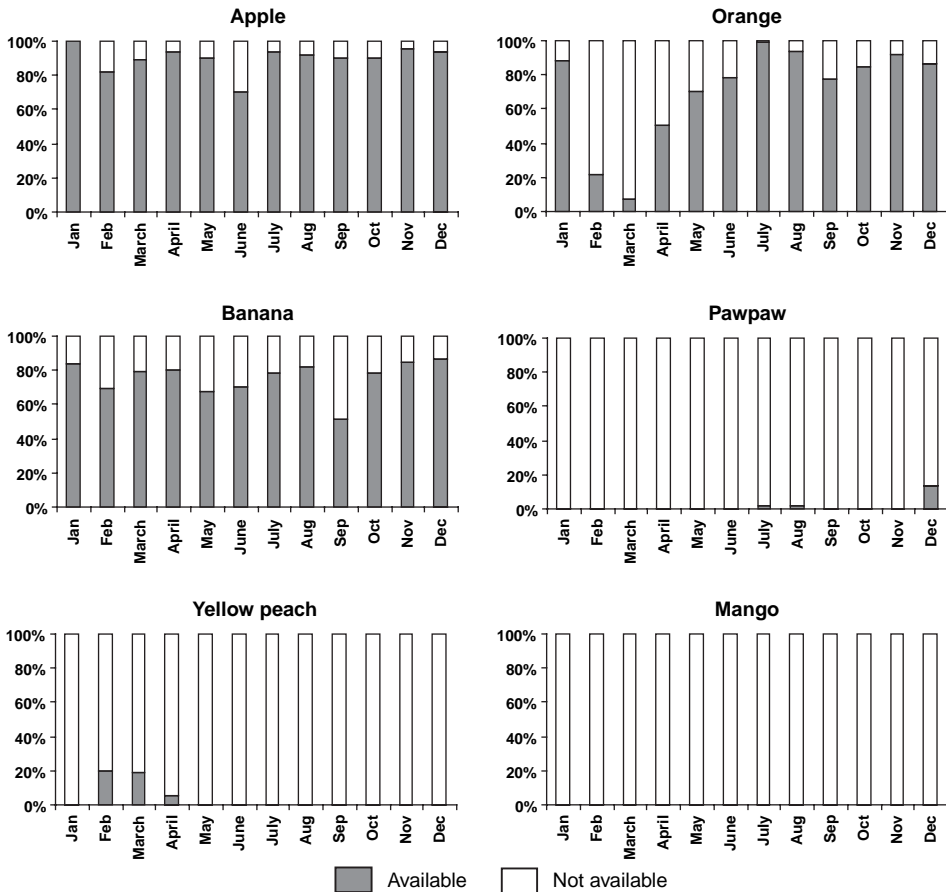 Apple
100%
80%
60%
40%
20%
0%
Jan Feb March April May June July Aug Sep Oct Nov Dec
Orange
100%
80%
60%
40%
20%
0%
Jan Feb March April May June July Aug Sep Oct Nov Dec
Banana
100%
80%
60%
40%
20%
0%
Jan Feb March April May June July Aug Sep Oct Nov Dec
Pawpaw
100%
80%
60%
40%
20%
0%
Jan Feb March April May June July Aug Sep Oct Nov Dec
Yellow peach
100%
80%
60%
40%
20%
0%
Jan Feb March April May June July Aug Sep Oct Nov Dec
Mango
100%
80%
60%
40%
20%
0%
Jan Feb March April May June July Aug Sep Oct Nov Dec
Available Not available